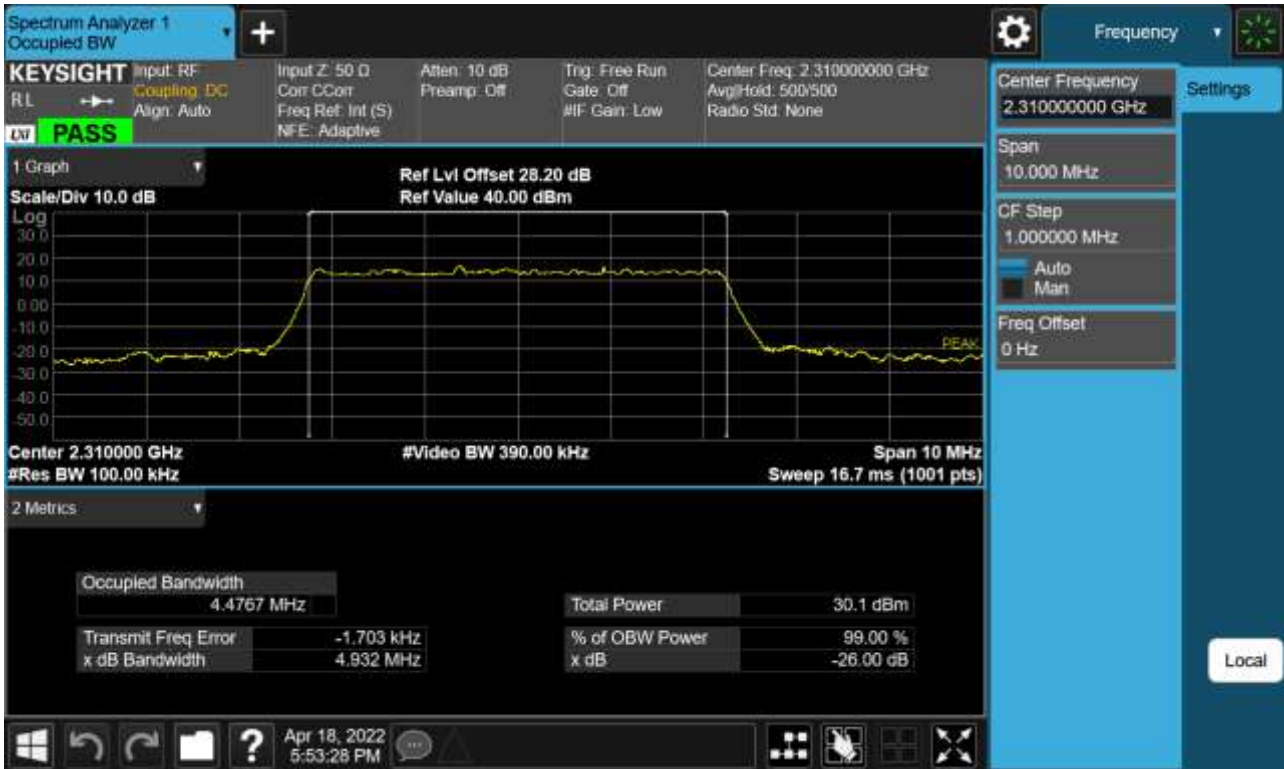 Spectrum Analyzer 1
Occupied BW
+
Frequency
KEYSIGHT
RL
LXI
PASS
Input: RF
Coupling: DC
Align: Auto
Input Z: 50 Ω
Corr CCorr
Freq Ref: Int (S)
NFE: Adaptive
Atten: 10 dB
Preamp: Off
Trig: Free Run
Gate: Off
#IF Gain: Low
Center Freq: 2.310000000 GHz
Avg|Hold: 500/500
Radio Std: None
Center Frequency
2.310000000 GHz
Settings
Span
10.000 MHz
CF Step
1.000000 MHz
Auto
Man
Freq Offset
0 Hz
Local
1 Graph
Scale/Div 10.0 dB
Ref Lvl Offset 28.20 dB
Ref Value 40.00 dBm
Log
30.0
20.0
10.0
0.00
-10.0
-20.0
-30.0
-40.0
-50.0
PEAK
Center 2.310000 GHz
#Video BW 390.00 kHz
Span 10 MHz
#Res BW 100.00 kHz
Sweep 16.7 ms (1001 pts)
2 Metrics
Occupied Bandwidth
4.4767 MHz
Total Power 30.1 dBm
Transmit Freq Error -1.703 kHz
% of OBW Power 99.00 %
x dB Bandwidth 4.932 MHz
x dB -26.00 dB
?
Apr 18, 2022
5:53:28 PM